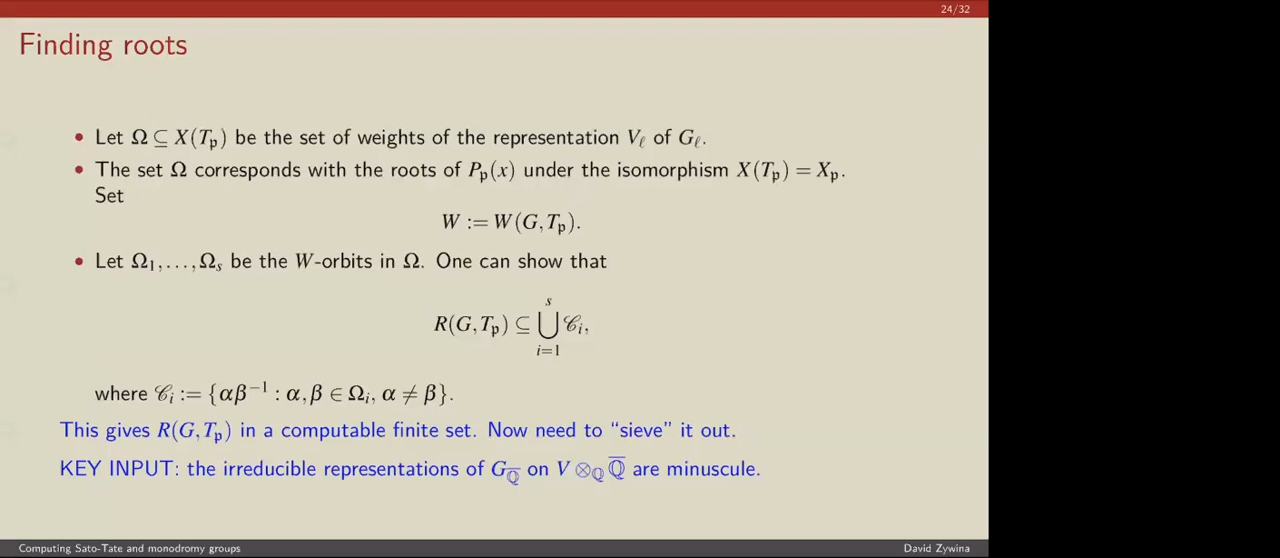 24/32
Finding roots
• Let Ω ⊆ X(T_𝔭) be the set of weights of the representation V_ℓ of G_ℓ.
• The set Ω corresponds with the roots of P_𝔭(x) under the isomorphism X(T_𝔭) = X_𝔭.
Set
W := W(G, T_𝔭).
• Let Ω₁,…,Ω_s be the W-orbits in Ω. One can show that
R(G, T_𝔭) ⊆ ⋃_{i=1}^{s} 𝒞_i,
where 𝒞_i := {αβ⁻¹ : α, β ∈ Ω_i, α ≠ β}.
This gives R(G, T_𝔭) in a computable finite set. Now need to “sieve” it out.
KEY INPUT: the irreducible representations of G_{\overline{ℚ}} on V ⊗_ℚ \overline{ℚ} are minuscule.
Computing Sato-Tate and monodromy groups
David Zywina